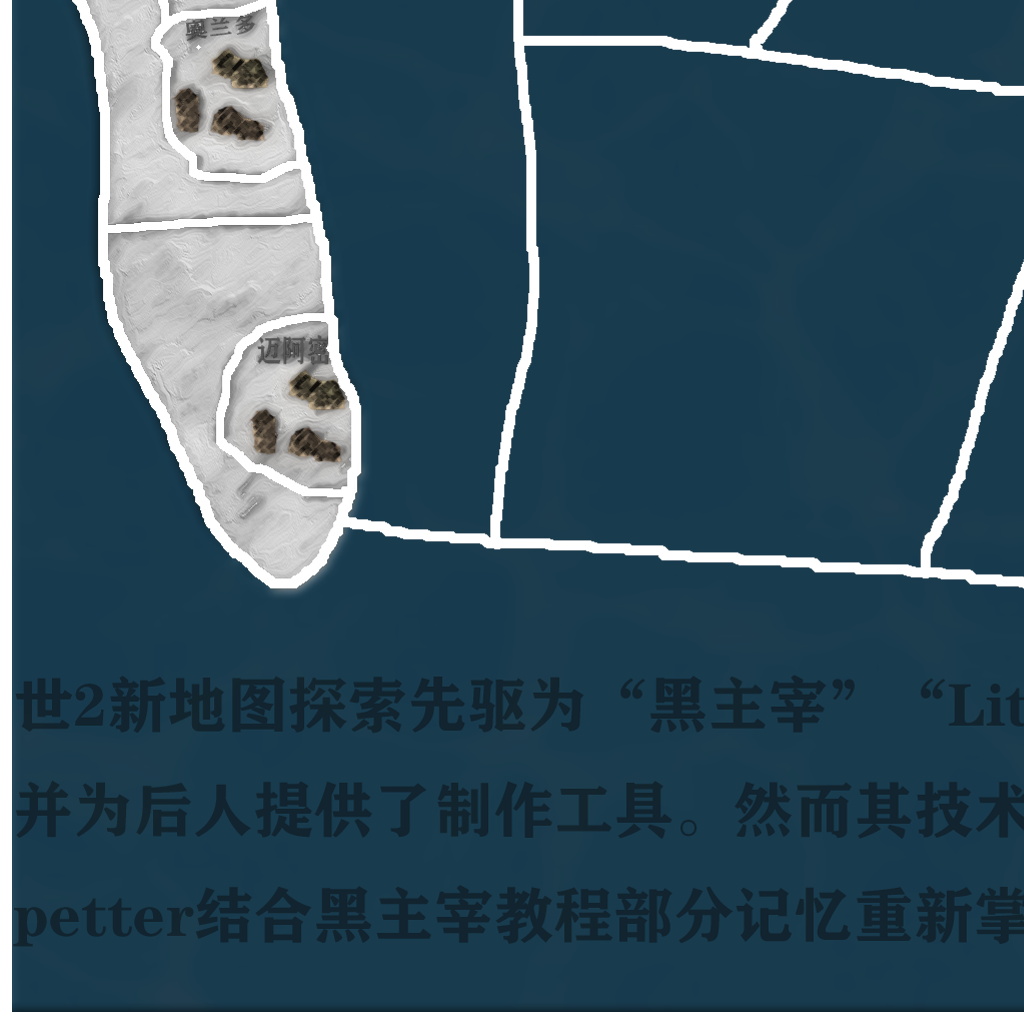 奥兰多
迈阿密
世2新地图探索先驱为“黑主宰” “Lit
并为后人提供了制作工具。然而其技术
petter结合黑主宰教程部分记忆重新掌